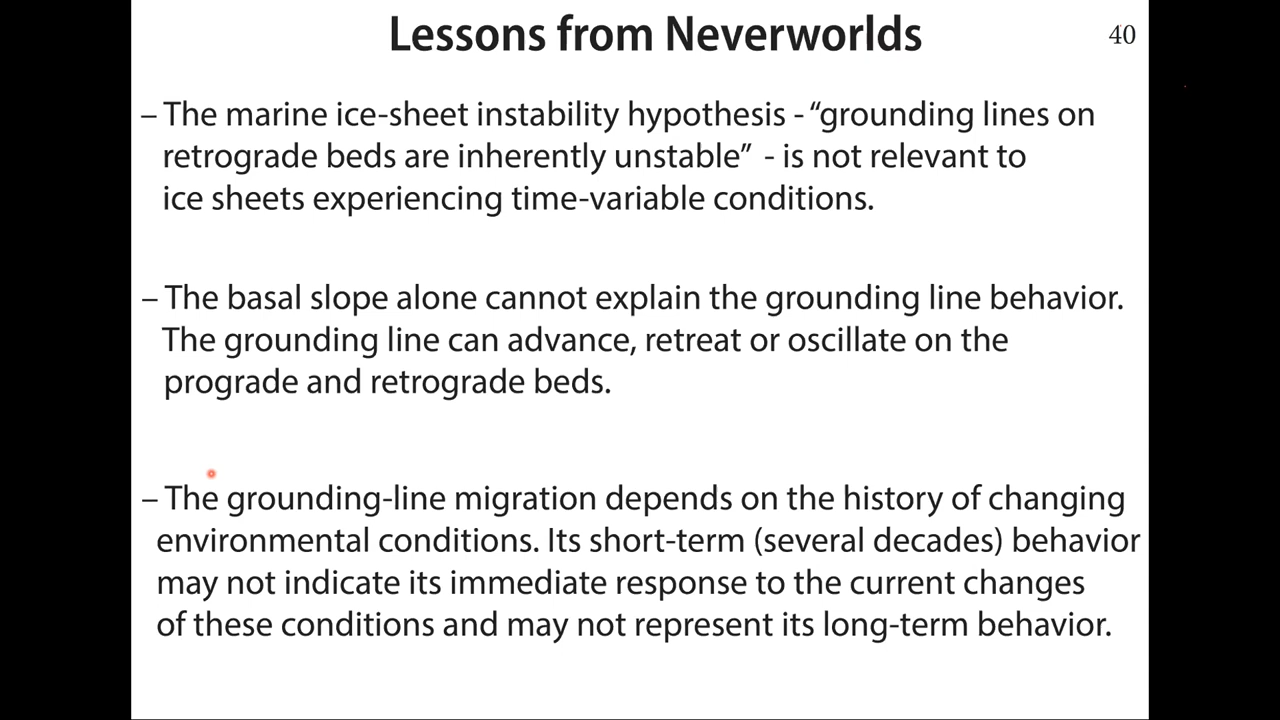 Lessons from Neverworlds
40
– The marine ice-sheet instability hypothesis - “grounding lines on
retrograde beds are inherently unstable” - is not relevant to
ice sheets experiencing time-variable conditions.
– The basal slope alone cannot explain the grounding line behavior.
The grounding line can advance, retreat or oscillate on the
prograde and retrograde beds.
– The grounding-line migration depends on the history of changing
environmental conditions. Its short-term (several decades) behavior
may not indicate its immediate response to the current changes
of these conditions and may not represent its long-term behavior.